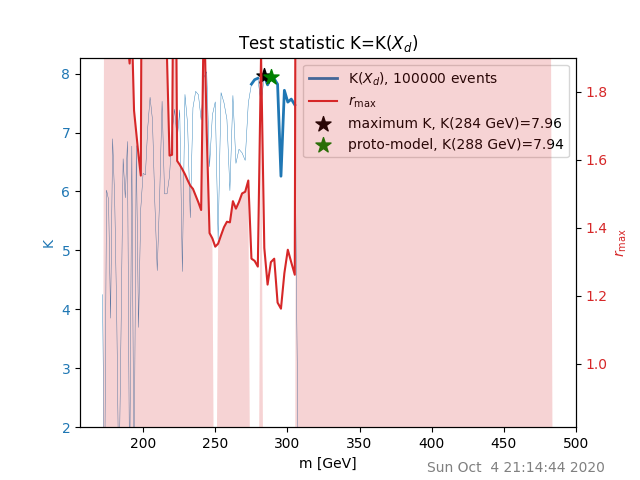 Test statistic K=K(X_d)
K(X_d), 100000 events
r_max
maximum K, K(284 GeV)=7.96
proto-model, K(288 GeV)=7.94
8
7
6
5
4
3
2
K
1.8
1.6
1.4
1.2
1.0
r_max
200
250
300
350
400
450
500
m [GeV]
Sun Oct  4 21:14:44 2020